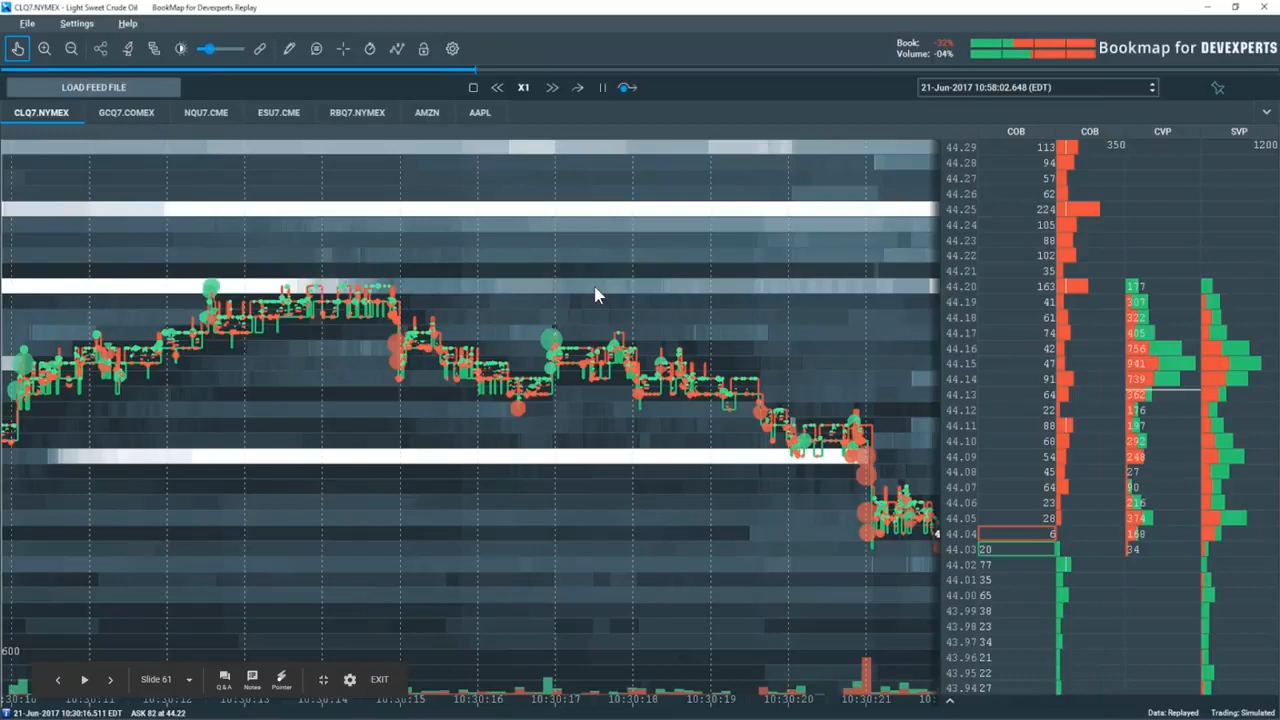 CLQ7.NYMEX - Light Sweet Crude Oil BookMap for Devexperts Replay
File Settings Help
Book: -32%
Volume: -04%
Bookmap for DEVEXPERTS
LOAD FEED FILE
X1
21-Jun-2017 10:58:02.648 (EDT)
CLQ7.NYMEX GCQ7.COMEX NQU7.CME ESU7.CME RBQ7.NYMEX AMZN AAPL
COB COB CVP SVP
350 1200
44.29 113
44.28 94
44.27 57
44.26 62
44.25 224
44.24 105
44.23 88
44.22 102
44.21 35
44.20 163 177
44.19 41 307
44.18 61 322
44.17 74 405
44.16 42 756
44.15 47 941
44.14 91 739
44.13 64 362
44.12 22 176
44.11 88 197
44.10 68 292
44.09 54 248
44.08 45 27
44.07 64 90
44.06 23 216
44.05 28 374
44.04 6 168
44.03 20 34
44.02 77
44.01 35
44.00 65
43.99 38
43.98 23
43.97 34
43.96 21
43.95 22
43.94 27
600
Slide 61 Q & A Notes Pointer EXIT
:30:10 :30:14 10:30:15 10:30:16 10:30:17 10:30:18 10:30:19 10:30:20 10:30:21 10:
21-Jun-2017 10:30:16.511 EDT ASK 82 at 44.22
Data: Replayed Trading: Simulated